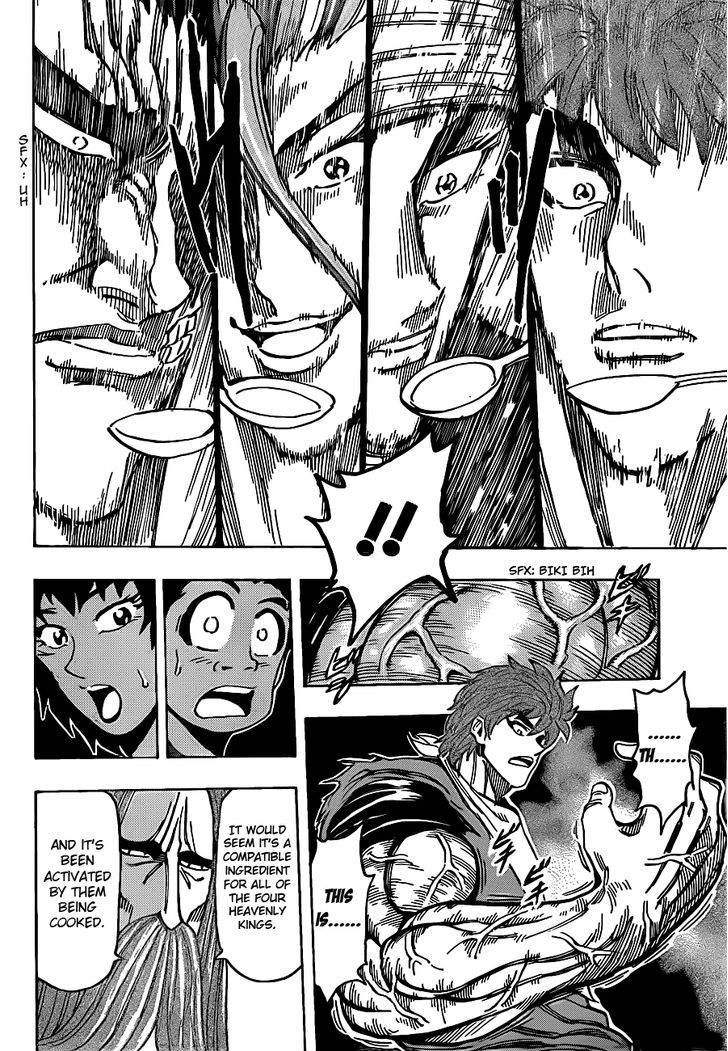 SFX: UH
!!
SFX: BIKI BIH
......
TH.......
THIS
IS.......
IT WOULD
SEEM IT'S A
COMPATIBLE
INGREDIENT
FOR ALL OF
THE FOUR
HEAVENLY
KINGS.
AND IT'S
BEEN
ACTIVATED
BY THEM
BEING
COOKED.